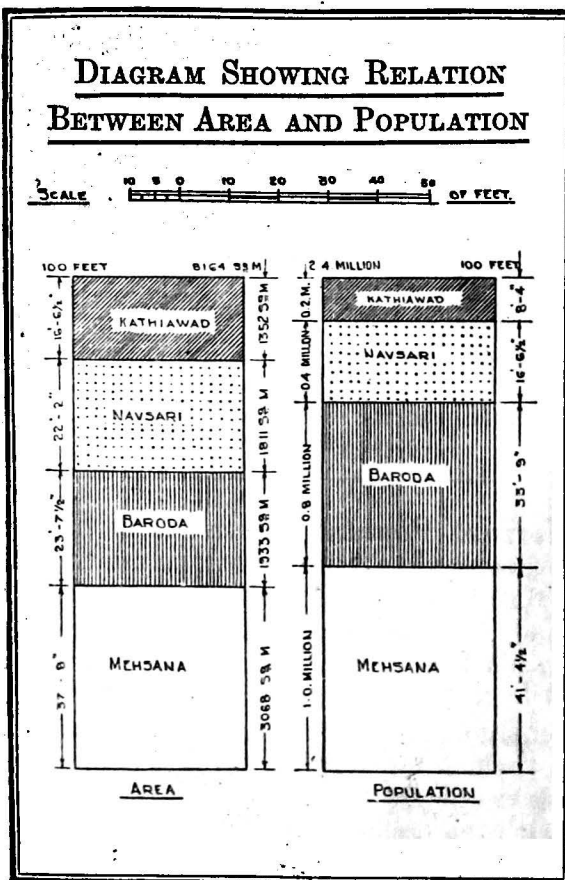 DIAGRAM SHOWING RELATION
BETWEEN AREA AND POPULATION
SCALE 10 5 0 10 20 30 40 50 OF FEET.
100 FEET 8164 SQ M
16'-6½"
KATHIAWAD
1352 SQ M
22'-2"
NAVSARI
1811 SQ M
23'-7½"
BARODA
1933 SQ M
37'-8"
MEHSANA
3068 SQ M
AREA
2.4 MILLION 100 FEET
0.2 M.
KATHIAWAD
8'-4"
0.4 MILLION
NAVSARI
16'-6½"
0.8 MILLION
BARODA
33'-9"
1.0. MILLION
MEHSANA
41'-4½"
POPULATION